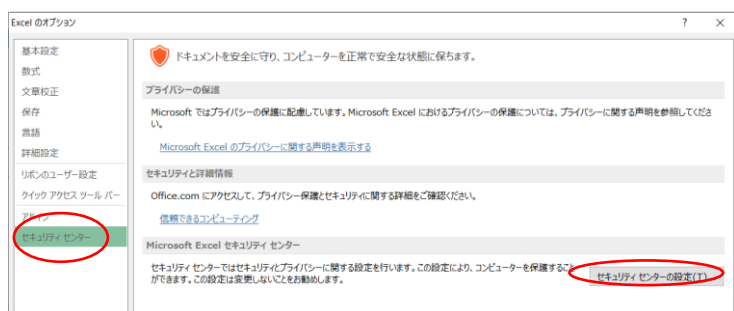 Excel のオプション
? ×
基本設定
数式
文章校正
保存
言語
詳細設定
リボンのユーザー設定
クイック アクセス ツール バー
アドイン
セキュリティ センター
ドキュメントを安全に守り、コンピューターを正常で安全な状態に保ちます。
プライバシーの保護
Microsoft ではプライバシーの保護に配慮しています。Microsoft Excel におけるプライバシーの保護については、プライバシーに関する声明を参照してくださ
い。
Microsoft Excel のプライバシーに関する声明を表示する
セキュリティと詳細情報
Office.com にアクセスして、プライバシー保護とセキュリティに関する詳細をご確認ください。
信頼できるコンピューティング
Microsoft Excel セキュリティ センター
セキュリティ センターではセキュリティとプライバシーに関する設定を行います。この設定により、コンピューターを保護すること
ができます。この設定は変更しないことをお勧めします。
セキュリティ センターの設定(T)